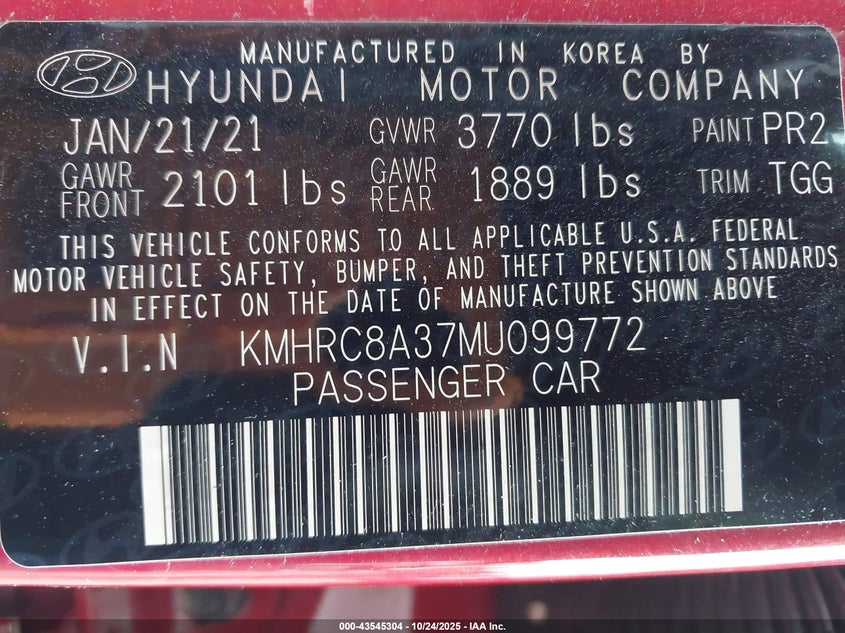 MANUFACTURED IN KOREA BY
HYUNDAI MOTOR COMPANY
JAN/21/21 GVWR 3770 lbs PAINT PR2
GAWR FRONT 2101 lbs GAWR REAR 1889 lbs TRIM TGG
THIS VEHICLE CONFORMS TO ALL APPLICABLE U.S.A. FEDERAL
MOTOR VEHICLE SAFETY, BUMPER, AND THEFT PREVENTION STANDARDS
IN EFFECT ON THE DATE OF MANUFACTURE SHOWN ABOVE
V.I.N KMHRC8A37MU099772
PASSENGER CAR
000-43545304 - 10/24/2025 - IAA Inc.